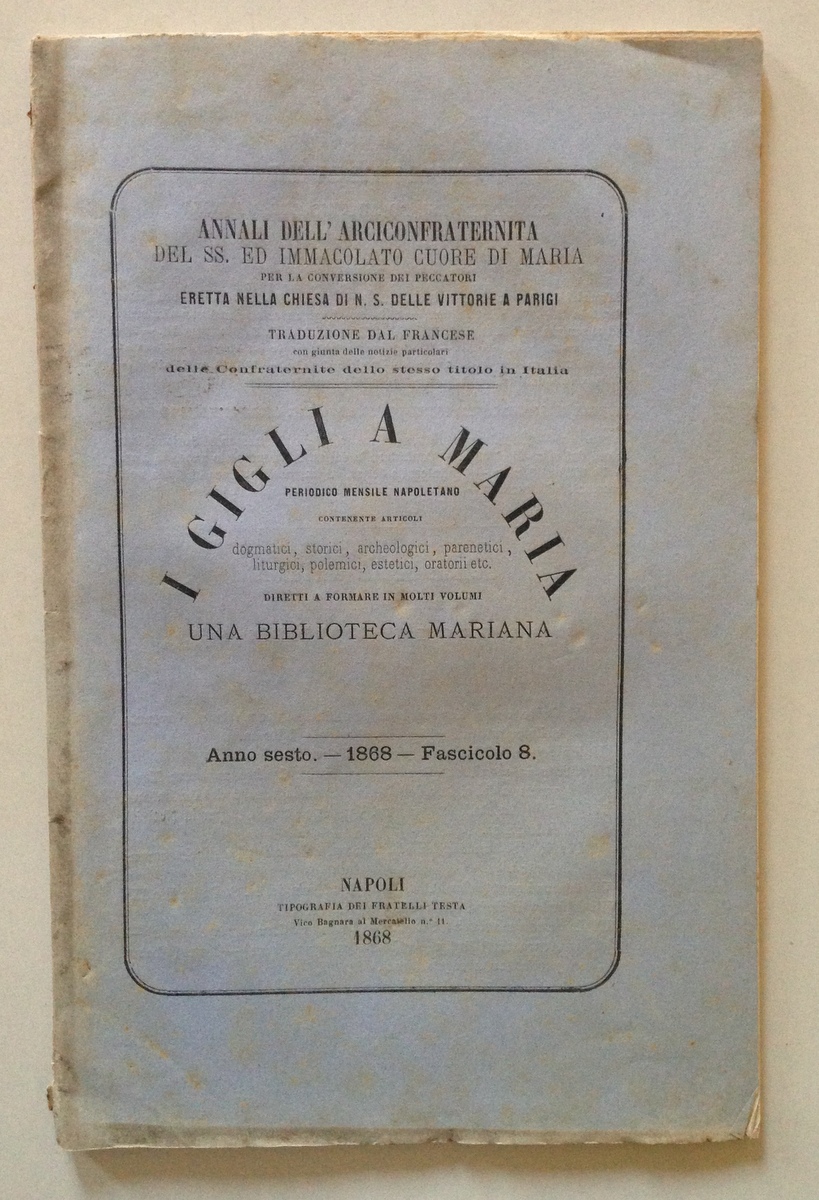 ANNALI DELL' ARCICONFRATERNITA
DEL SS. ED IMMACOLATO CUORE DI MARIA
PER LA CONVERSIONE DEI PECCATORI
ERETTA NELLA CHIESA DI N. S. DELLE VITTORIE A PARIGI
TRADUZIONE DAL FRANCESE
con giunta delle notizie particolari
delle Confraternite dello stesso titolo in Italia
I GIGLI A MARIA
PERIODICO MENSILE NAPOLETANO
CONTENENTE ARTICOLI
dogmatici, storici, archeologici, parenetici,
liturgici, polemici, estetici, oratorii etc.
DIRETTI A FORMARE IN MOLTI VOLUMI
UNA BIBLIOTECA MARIANA
Anno sesto. — 1868 — Fascicolo 8.
NAPOLI
TIPOGRAFIA DEI FRATELLI TESTA
Vico Bagnara al Mercatello n.° 11.
1868